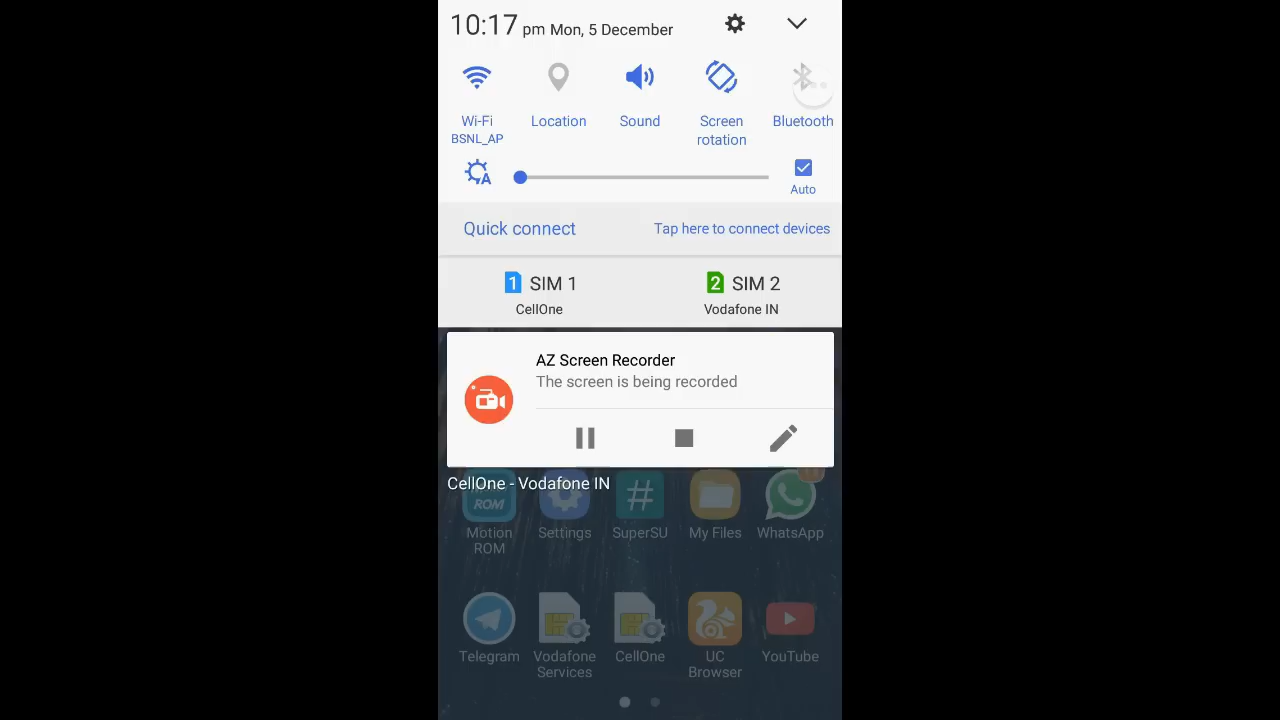 10:17 pm Mon, 5 December
Wi-Fi
BSNL_AP
Location
Sound
Screen
rotation
Bluetooth
A
Auto
Quick connect
Tap here to connect devices
1 SIM 1
CellOne
2 SIM 2
Vodafone IN
AZ Screen Recorder
The screen is being recorded
CellOne - Vodafone IN
ROM
#
Motion
ROM
Settings
SuperSU
My Files
WhatsApp
Telegram
Vodafone
Services
CellOne
UC
Browser
YouTube